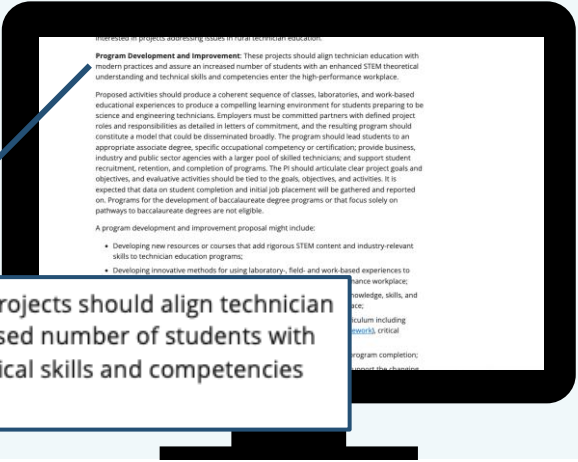 interested in projects addressing issues in rural technician education.
Program Development and Improvement: These projects should align technician education with
modern practices and assure an increased number of students with an enhanced STEM theoretical
understanding and technical skills and competencies enter the high-performance workplace.
Proposed activities should produce a coherent sequence of classes, laboratories, and work-based
educational experiences to produce a compelling learning environment for students preparing to be
science and engineering technicians. Employers must be committed partners with defined project
roles and responsibilities as detailed in letters of commitment, and the resulting program should
constitute a model that could be disseminated broadly. The program should lead students to an
appropriate associate degree, specific occupational competency or certification; provide business,
industry and public sector agencies with a larger pool of skilled technicians; and support student
recruitment, retention, and completion of programs. The PI should articulate clear project goals and
objectives, and evaluative activities should be tied to the goals, objectives, and activities. It is
expected that data on student completion and initial job placement will be gathered and reported
on. Programs for the development of baccalaureate degree programs or that focus solely on
pathways to baccalaureate degrees are not eligible.
A program development and improvement proposal might include:
• Developing new resources or courses that add rigorous STEM content and industry-relevant
skills to technician education programs;
• Developing innovative methods for using laboratory-, field- and work-based experiences to
mance workplace;
nowledge, skills, and
ace;
iculum including
ework), critical
rogram completion;
upport the changing
rojects should align technician
sed number of students with
ical skills and competencies